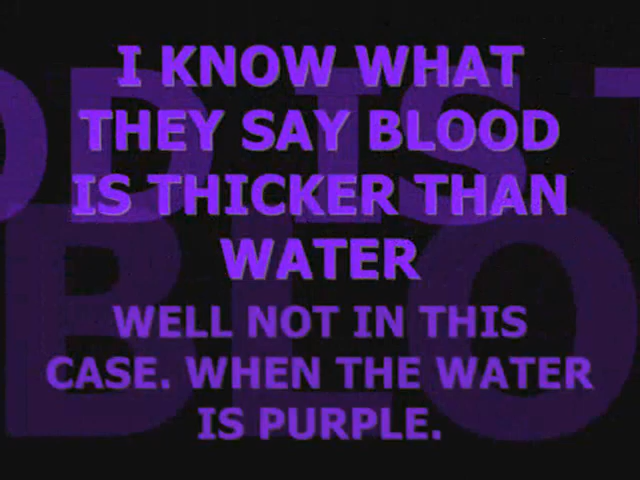 I KNOW WHAT
THEY SAY BLOOD
IS THICKER THAN
WATER
WELL NOT IN THIS
CASE. WHEN THE WATER
IS PURPLE.